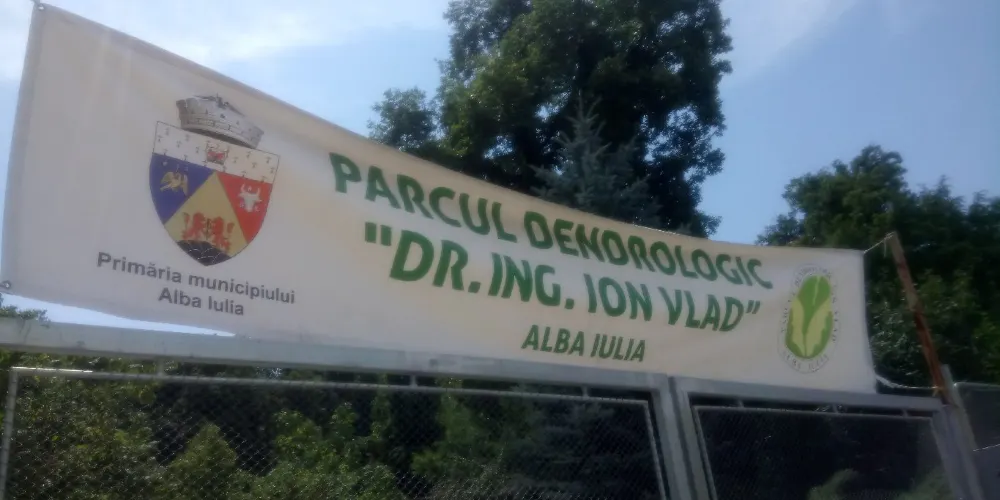 PARCUL DENDROLOGIC
"DR. ING. ION VLAD"
ALBA IULIA
Primăria municipiului
Alba Iulia